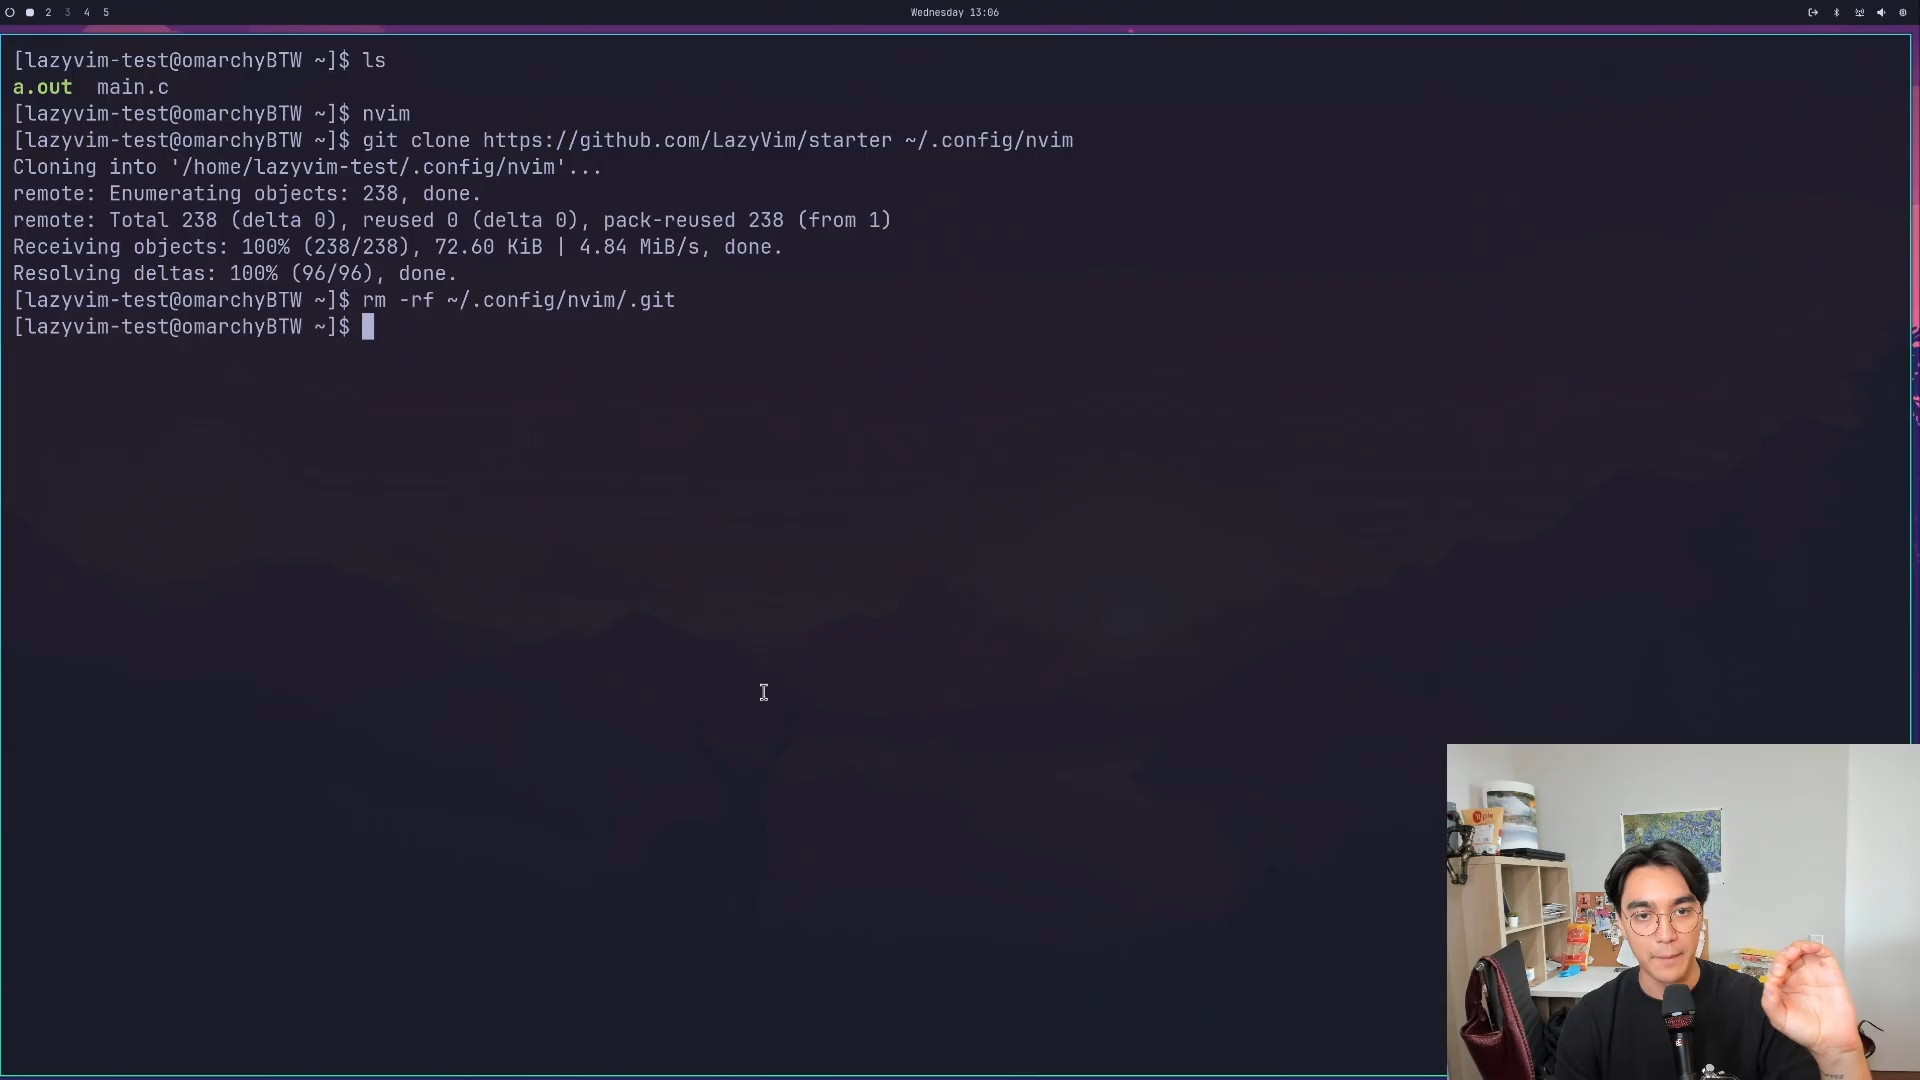 2 3 4 5
Wednesday 13:06
[lazyvim-test@omarchyBTW ~]$ ls
a.out  main.c
[lazyvim-test@omarchyBTW ~]$ nvim
[lazyvim-test@omarchyBTW ~]$ git clone https://github.com/LazyVim/starter ~/.config/nvim
Cloning into '/home/lazyvim-test/.config/nvim'...
remote: Enumerating objects: 238, done.
remote: Total 238 (delta 0), reused 0 (delta 0), pack-reused 238 (from 1)
Receiving objects: 100% (238/238), 72.60 KiB | 4.84 MiB/s, done.
Resolving deltas: 100% (96/96), done.
[lazyvim-test@omarchyBTW ~]$ rm -rf ~/.config/nvim/.git
[lazyvim-test@omarchyBTW ~]$